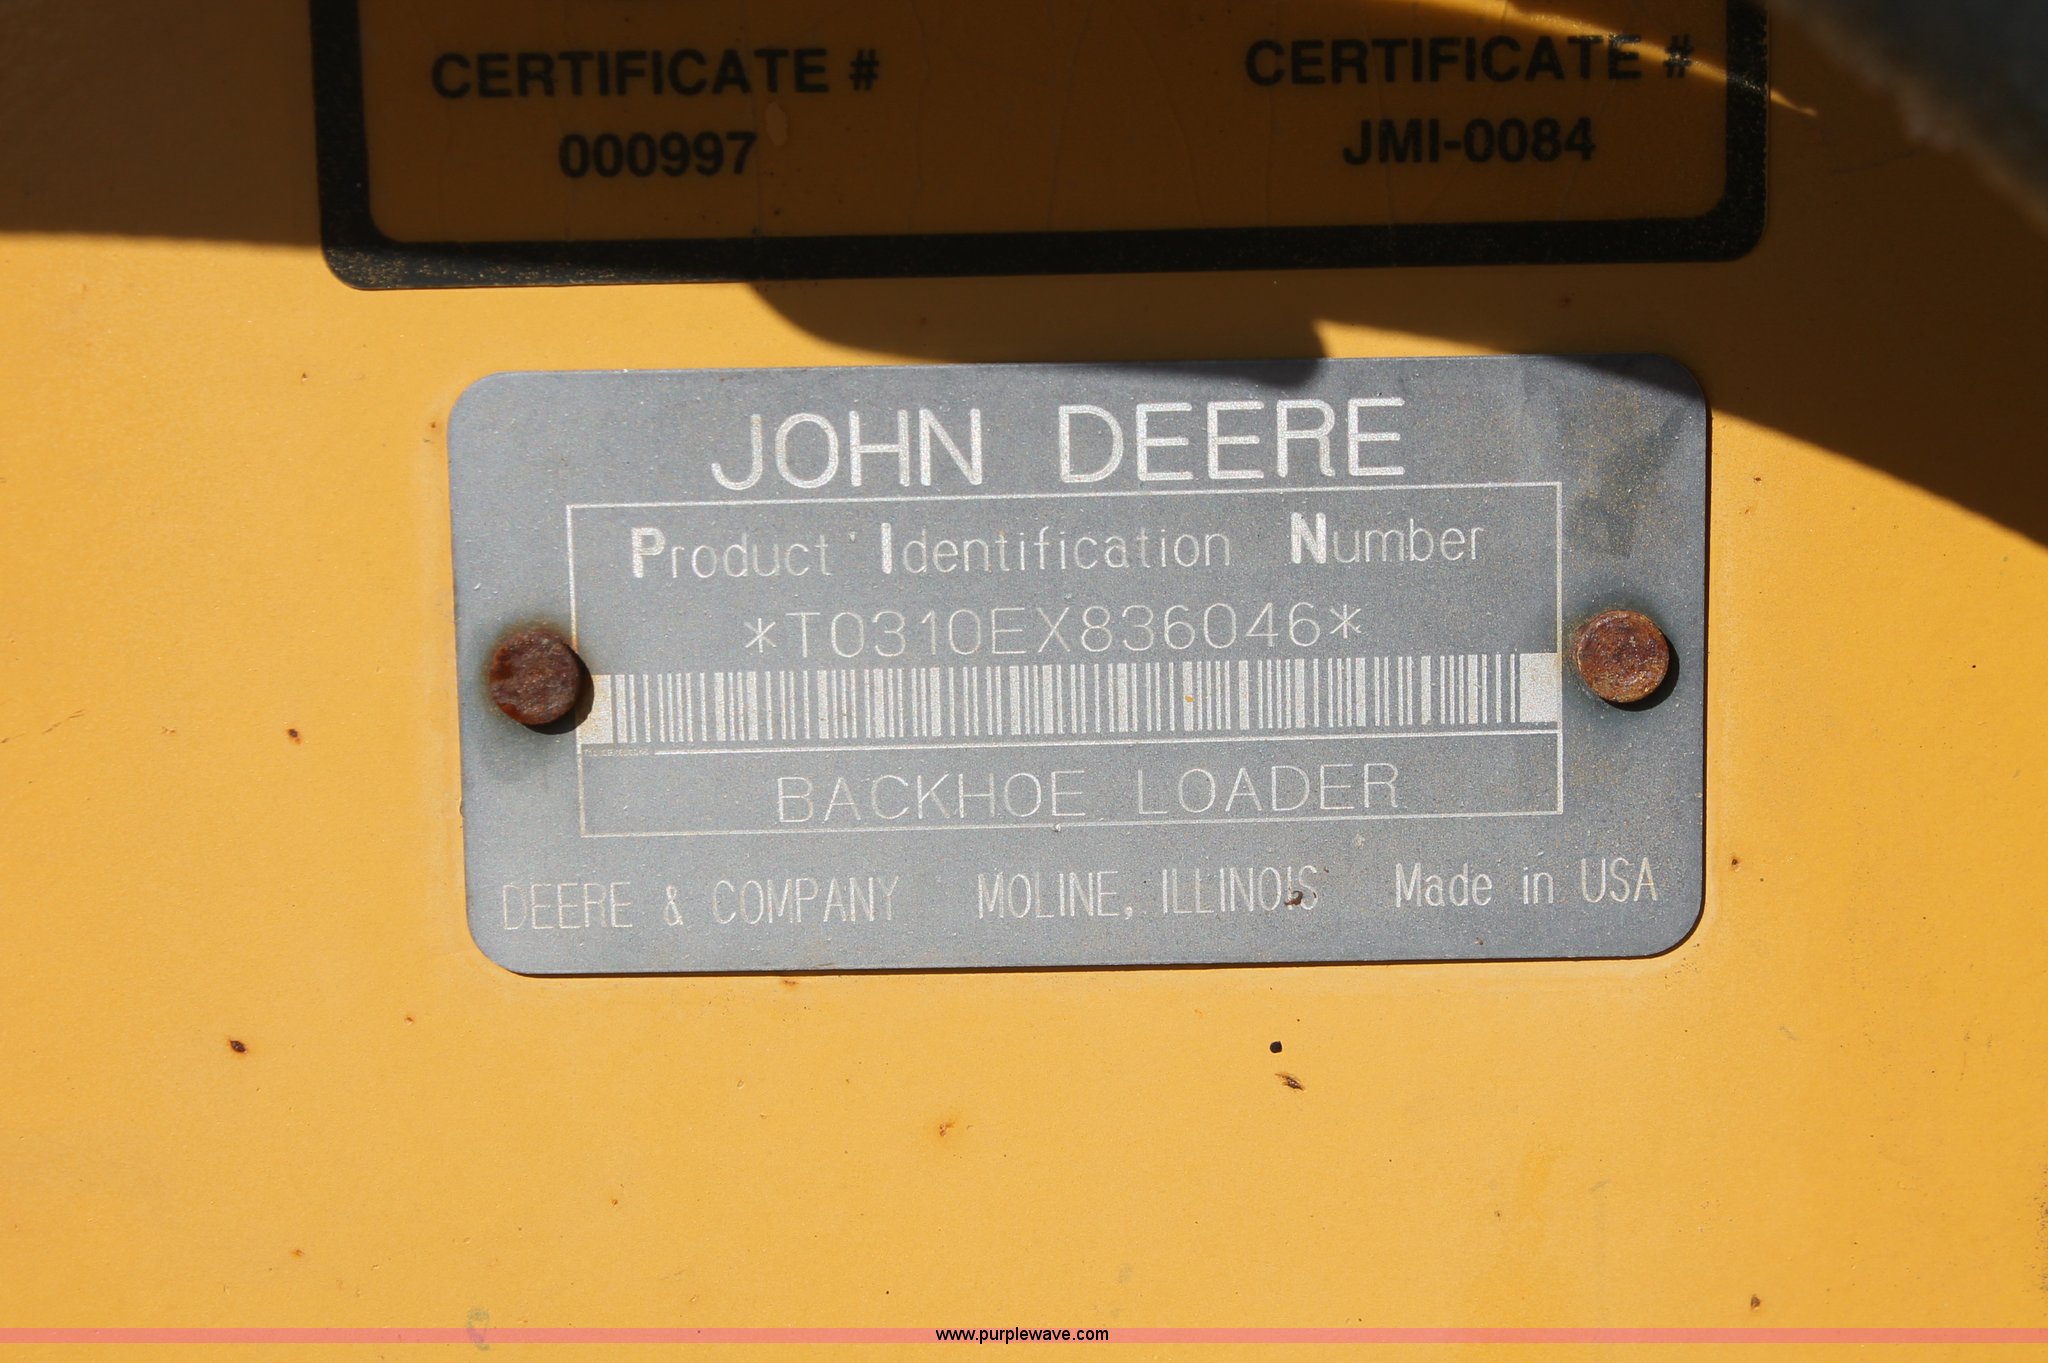 CERTIFICATE #
000997
CERTIFICATE #
JMI-0084
JOHN DEERE
Product Identification Number
*T0310EX836046*
BACKHOE LOADER
DEERE & COMPANY MOLINE, ILLINOIS Made in USA
www.purplewave.com